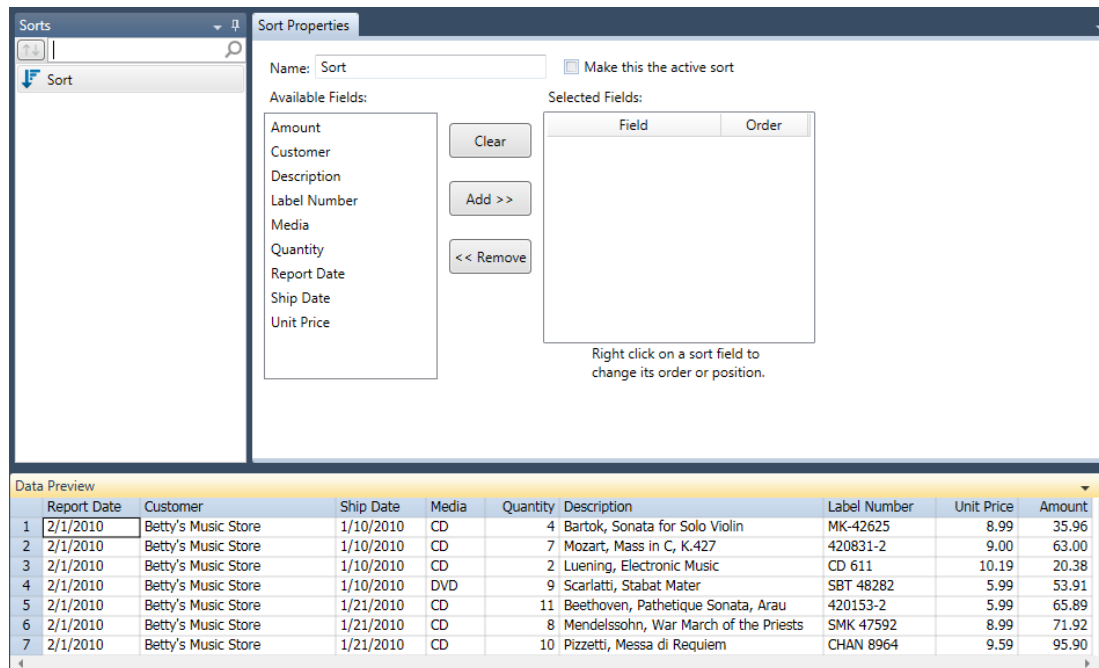 Sorts
Sort
Sort Properties
Name: Sort
Make this the active sort
Available Fields:
Selected Fields:
Amount
Customer
Description
Label Number
Media
Quantity
Report Date
Ship Date
Unit Price
Clear
Add >>
<< Remove
Field Order
Right click on a sort field to
change its order or position.
Data Preview
Report Date Customer Ship Date Media Quantity Description Label Number Unit Price Amount
1 2/1/2010 Betty's Music Store 1/10/2010 CD 4 Bartok, Sonata for Solo Violin MK-42625 8.99 35.96
2 2/1/2010 Betty's Music Store 1/10/2010 CD 7 Mozart, Mass in C, K.427 420831-2 9.00 63.00
3 2/1/2010 Betty's Music Store 1/10/2010 CD 2 Luening, Electronic Music CD 611 10.19 20.38
4 2/1/2010 Betty's Music Store 1/10/2010 DVD 9 Scarlatti, Stabat Mater SBT 48282 5.99 53.91
5 2/1/2010 Betty's Music Store 1/21/2010 CD 11 Beethoven, Pathetique Sonata, Arau 420153-2 5.99 65.89
6 2/1/2010 Betty's Music Store 1/21/2010 CD 8 Mendelssohn, War March of the Priests SMK 47592 8.99 71.92
7 2/1/2010 Betty's Music Store 1/21/2010 CD 10 Pizzetti, Messa di Requiem CHAN 8964 9.59 95.90